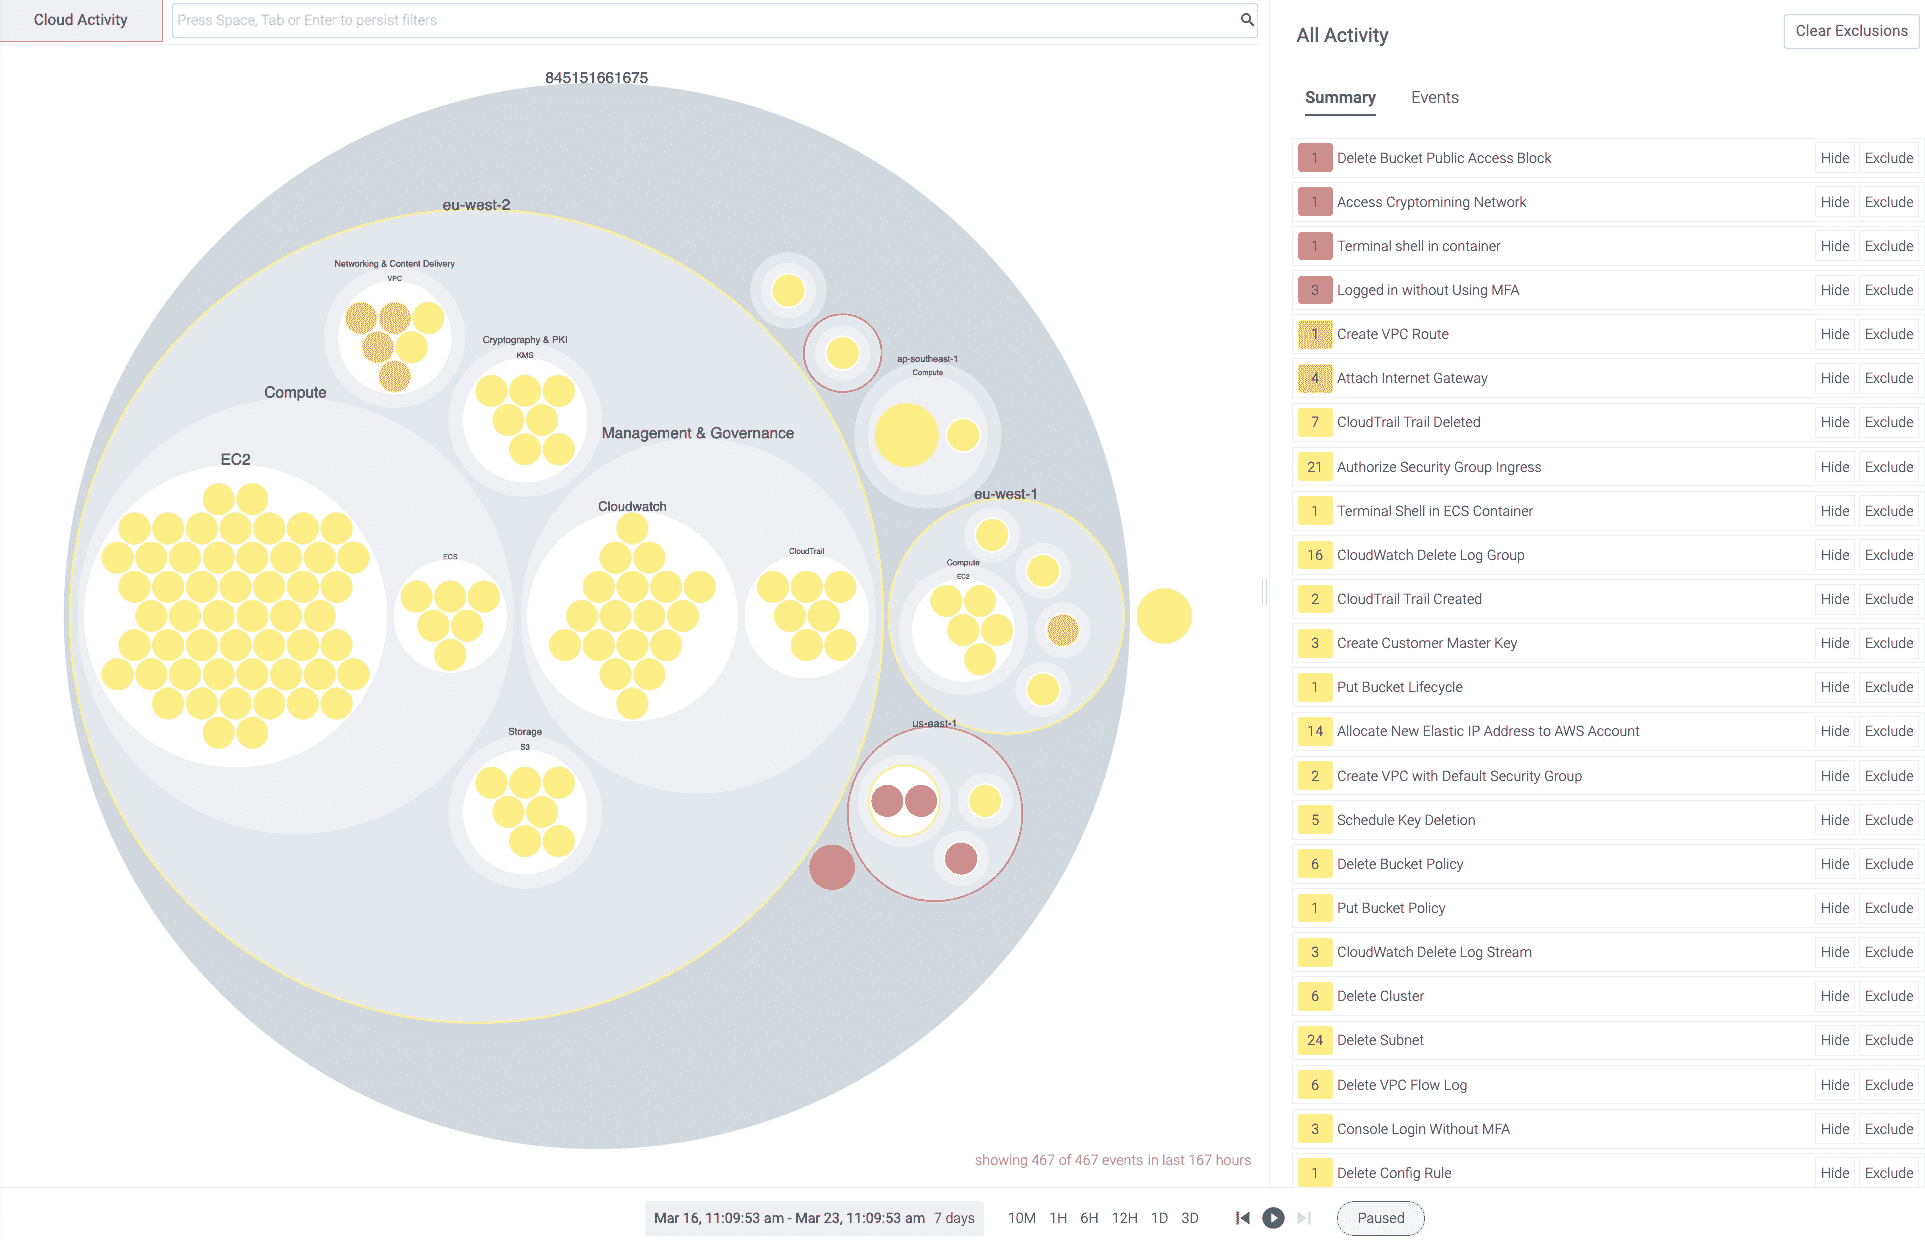 Cloud Activity
Press Space, Tab or Enter to persist filters
845151661675
eu-west-2
Networking & Content Delivery
VPC
Cryptography & PKI
KMS
ap-southeast-1
Compute
Compute
Management & Governance
EC2
eu-west-1
Cloudwatch
ECS
CloudTrail
Compute
EC2
us-east-1
Storage
S3
showing 467 of 467 events in last 167 hours
All Activity
Clear Exclusions
Summary Events
1 Delete Bucket Public Access Block Hide Exclude
1 Access Cryptomining Network Hide Exclude
1 Terminal shell in container Hide Exclude
3 Logged in without Using MFA Hide Exclude
1 Create VPC Route Hide Exclude
4 Attach Internet Gateway Hide Exclude
7 CloudTrail Trail Deleted Hide Exclude
21 Authorize Security Group Ingress Hide Exclude
1 Terminal Shell in ECS Container Hide Exclude
16 CloudWatch Delete Log Group Hide Exclude
2 CloudTrail Trail Created Hide Exclude
3 Create Customer Master Key Hide Exclude
1 Put Bucket Lifecycle Hide Exclude
14 Allocate New Elastic IP Address to AWS Account Hide Exclude
2 Create VPC with Default Security Group Hide Exclude
5 Schedule Key Deletion Hide Exclude
6 Delete Bucket Policy Hide Exclude
1 Put Bucket Policy Hide Exclude
3 CloudWatch Delete Log Stream Hide Exclude
6 Delete Cluster Hide Exclude
24 Delete Subnet Hide Exclude
6 Delete VPC Flow Log Hide Exclude
3 Console Login Without MFA Hide Exclude
1 Delete Config Rule Hide Exclude
Mar 16, 11:09:53 am - Mar 23, 11:09:53 am 7 days 10M 1H 6H 12H 1D 3D Paused